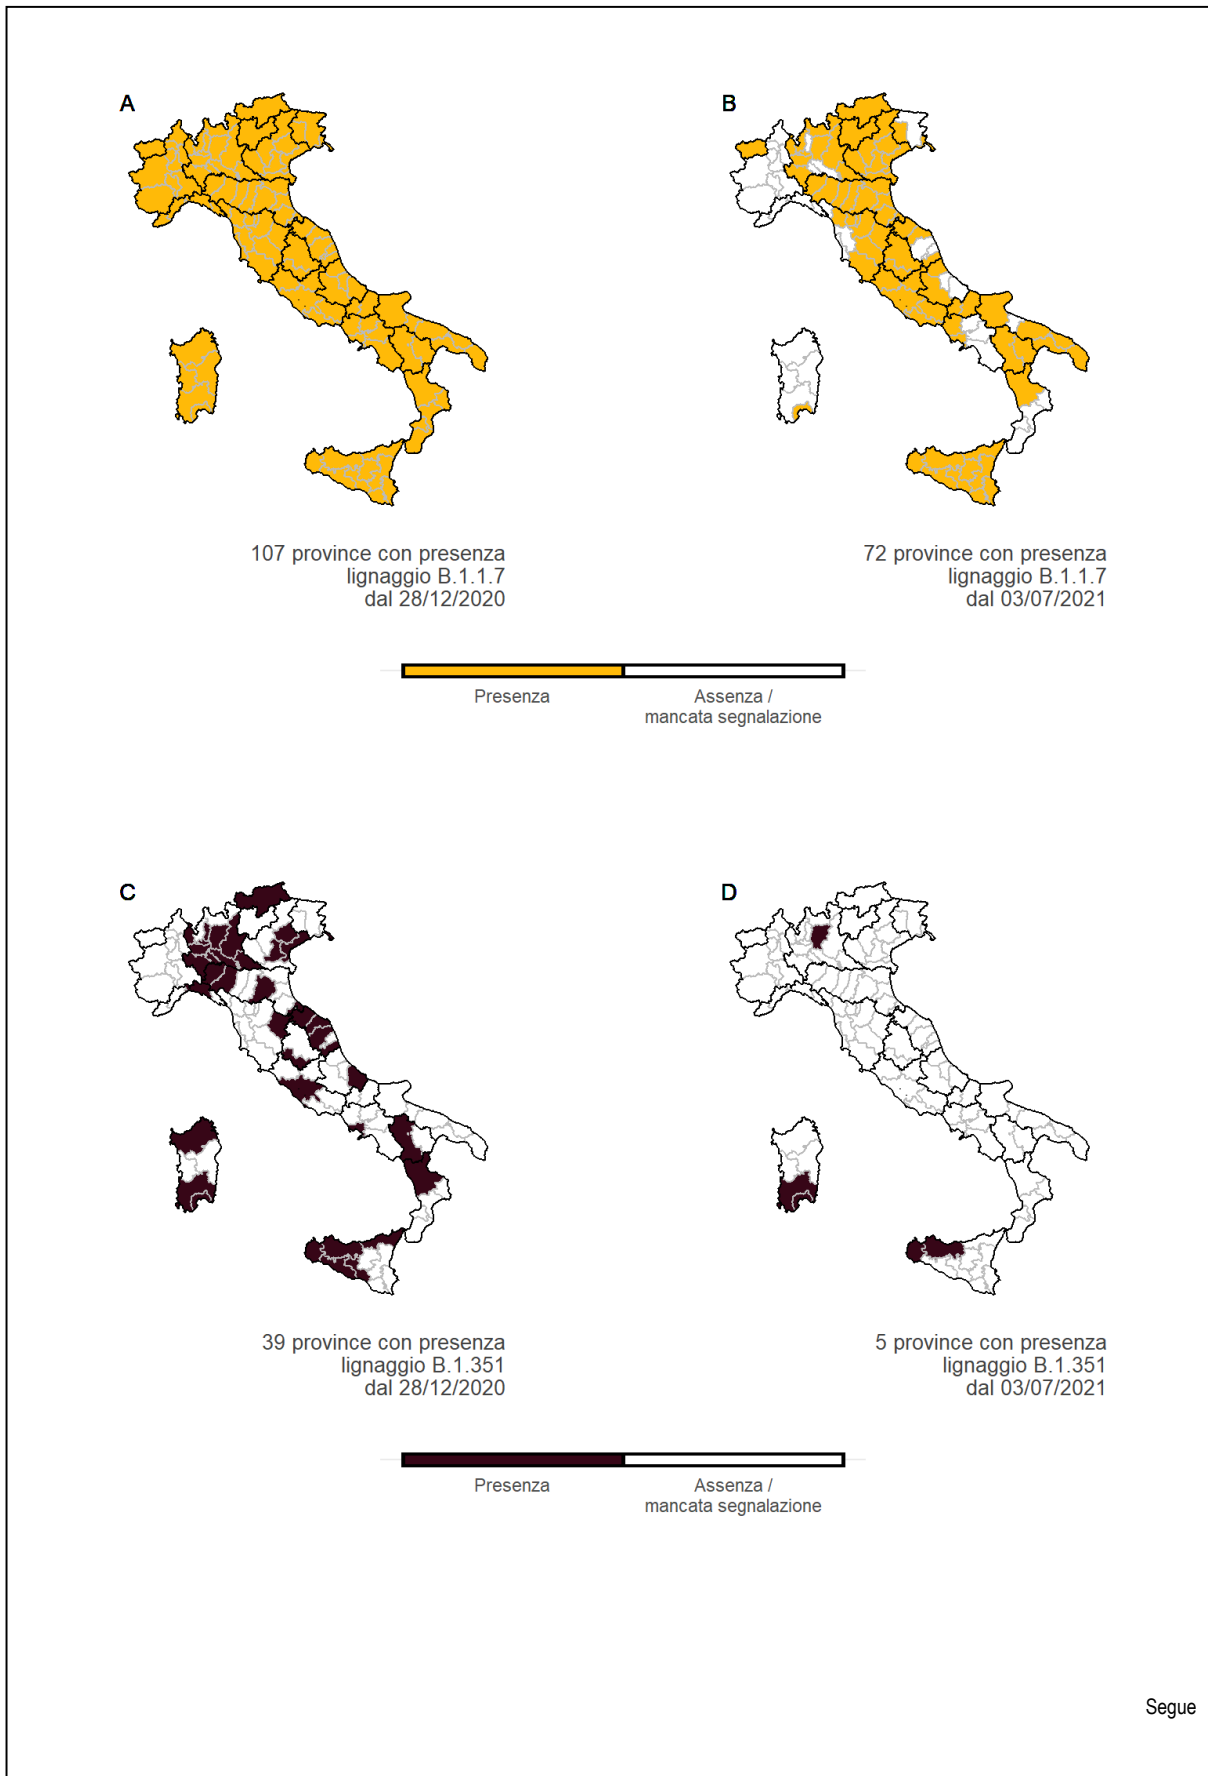 A
B
107 province con presenza
lignaggio B.1.1.7
dal 28/12/2020
72 province con presenza
lignaggio B.1.1.7
dal 03/07/2021
Presenza
Assenza /
mancata segnalazione
C
D
39 province con presenza
lignaggio B.1.351
dal 28/12/2020
5 province con presenza
lignaggio B.1.351
dal 03/07/2021
Presenza
Assenza /
mancata segnalazione
Segue